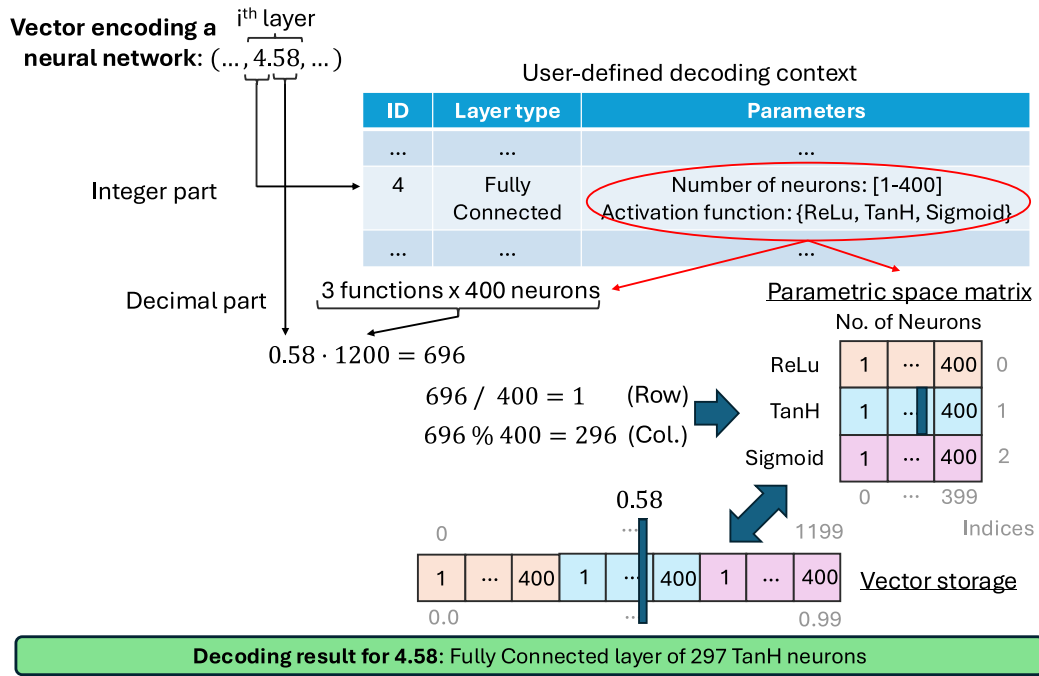 ith layer
Vector encoding a
neural network: (..., 4.58, ...)
User-defined decoding context
ID Layer type Parameters
... ... ...
Integer part
4 Fully Connected Number of neurons: [1-400]
Activation function: {ReLu, TanH, Sigmoid}
... ... ...
Decimal part
3 functions x 400 neurons
0.58 · 1200 = 696
696 / 400 = 1 (Row)
696 % 400 = 296 (Col.)
Parametric space matrix
No. of Neurons
ReLu 1 ... 400 0
TanH 1 ... 400 1
Sigmoid 1 ... 400 2
0 ... 399
Indices
0.58
0 ... 1199
1 ... 400 1 ... 400 1 ... 400
Vector storage
0.0 ... 0.99
Decoding result for 4.58: Fully Connected layer of 297 TanH neurons